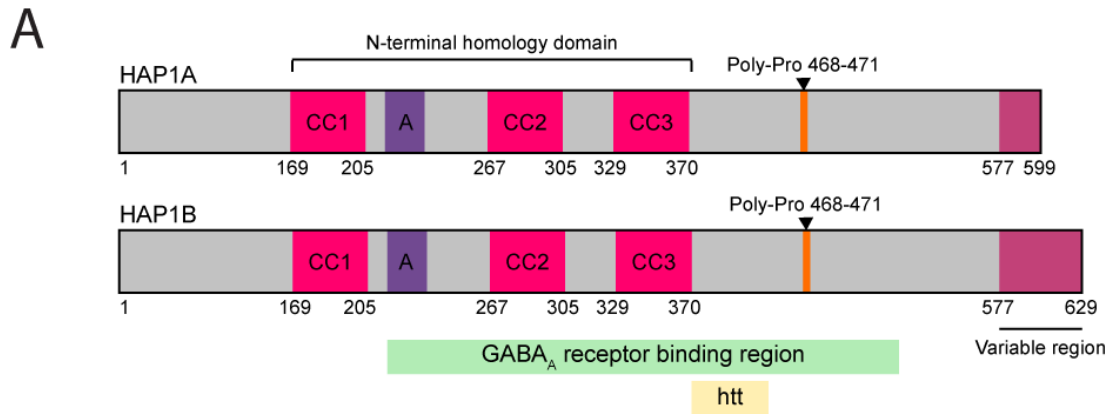 A
N-terminal homology domain
HAP1A
Poly-Pro 468-471
CC1 A CC2 CC3
1 169 205 267 305 329 370 577 599
HAP1B
Poly-Pro 468-471
CC1 A CC2 CC3
1 169 205 267 305 329 370 577 629
Variable region
GABAA receptor binding region
htt